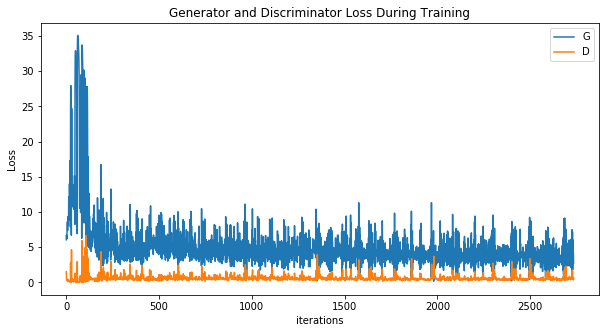 Generator and Discriminator Loss During Training
G
D
35
30
25
20
15
10
5
0
Loss
0 500 1000 1500 2000 2500
iterations